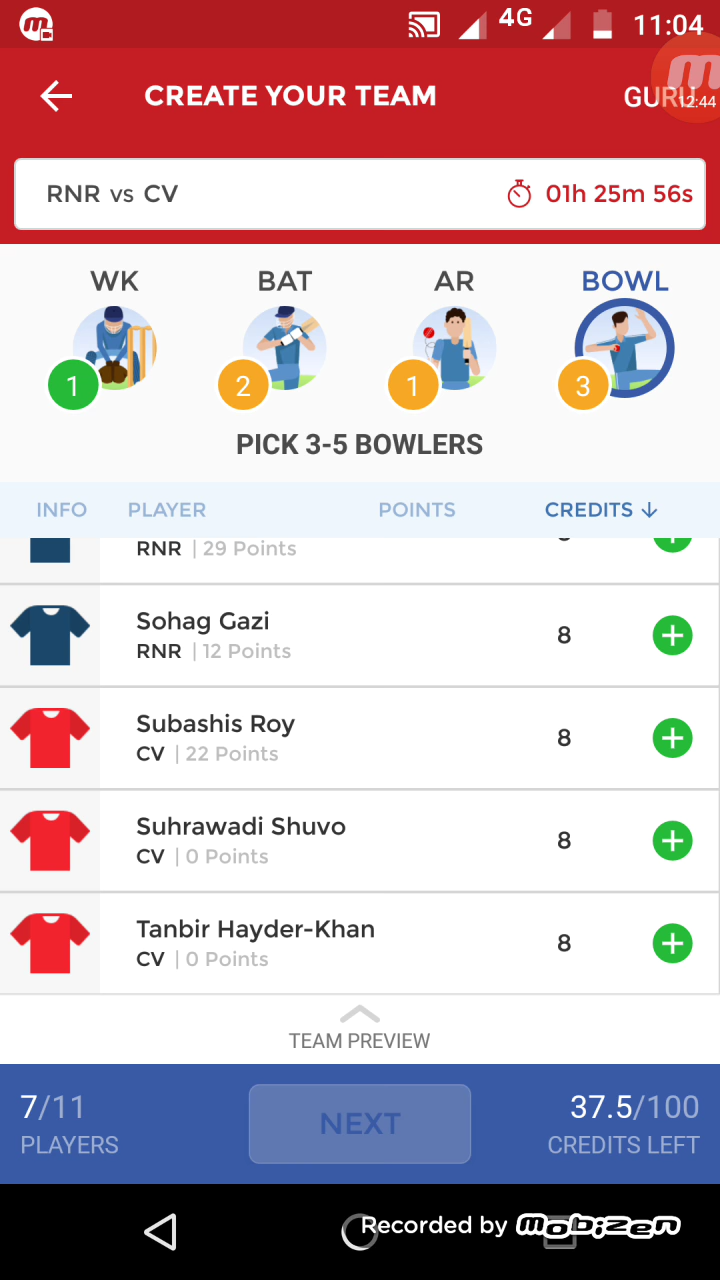 4G 11:04
CREATE YOUR TEAM
12:44
RNR vs CV 01h 25m 56s
WK BAT AR BOWL
1 2 1 3
PICK 3-5 BOWLERS
INFO PLAYER POINTS CREDITS ↓
RNR | 29 Points
Sohag Gazi
RNR | 12 Points
8
Subashis Roy
CV | 22 Points
8
Suhrawadi Shuvo
CV | 0 Points
8
Tanbir Hayder-Khan
CV | 0 Points
8
TEAM PREVIEW
7/11
PLAYERS
NEXT
37.5/100
CREDITS LEFT
Recorded by mobizen